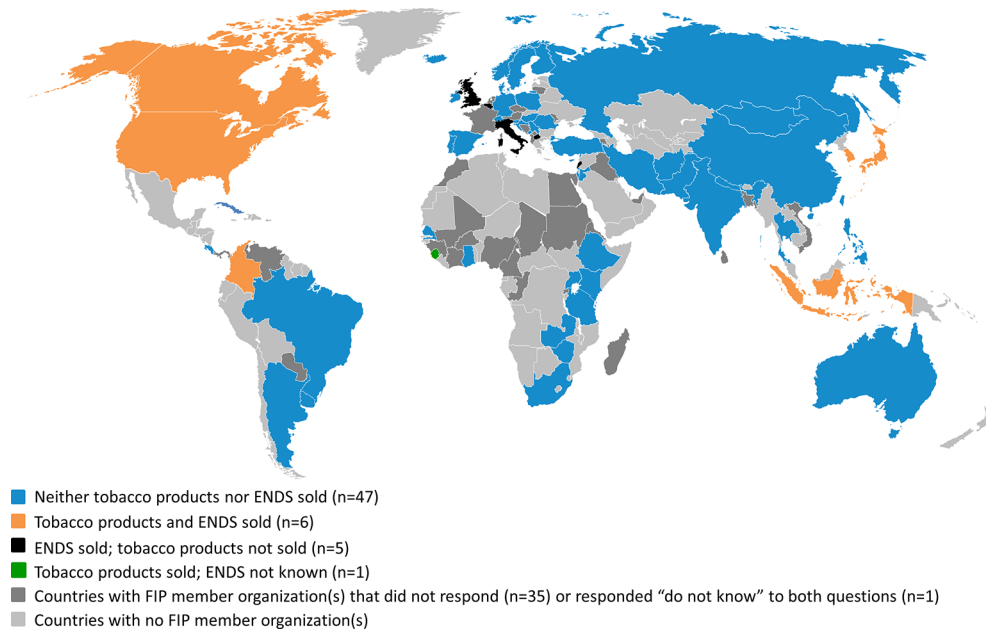 Neither tobacco products nor ENDS sold (n=47)
Tobacco products and ENDS sold (n=6)
ENDS sold; tobacco products not sold (n=5)
Tobacco products sold; ENDS not known (n=1)
Countries with FIP member organization(s) that did not respond (n=35) or responded “do not know” to both questions (n=1)
Countries with no FIP member organization(s)